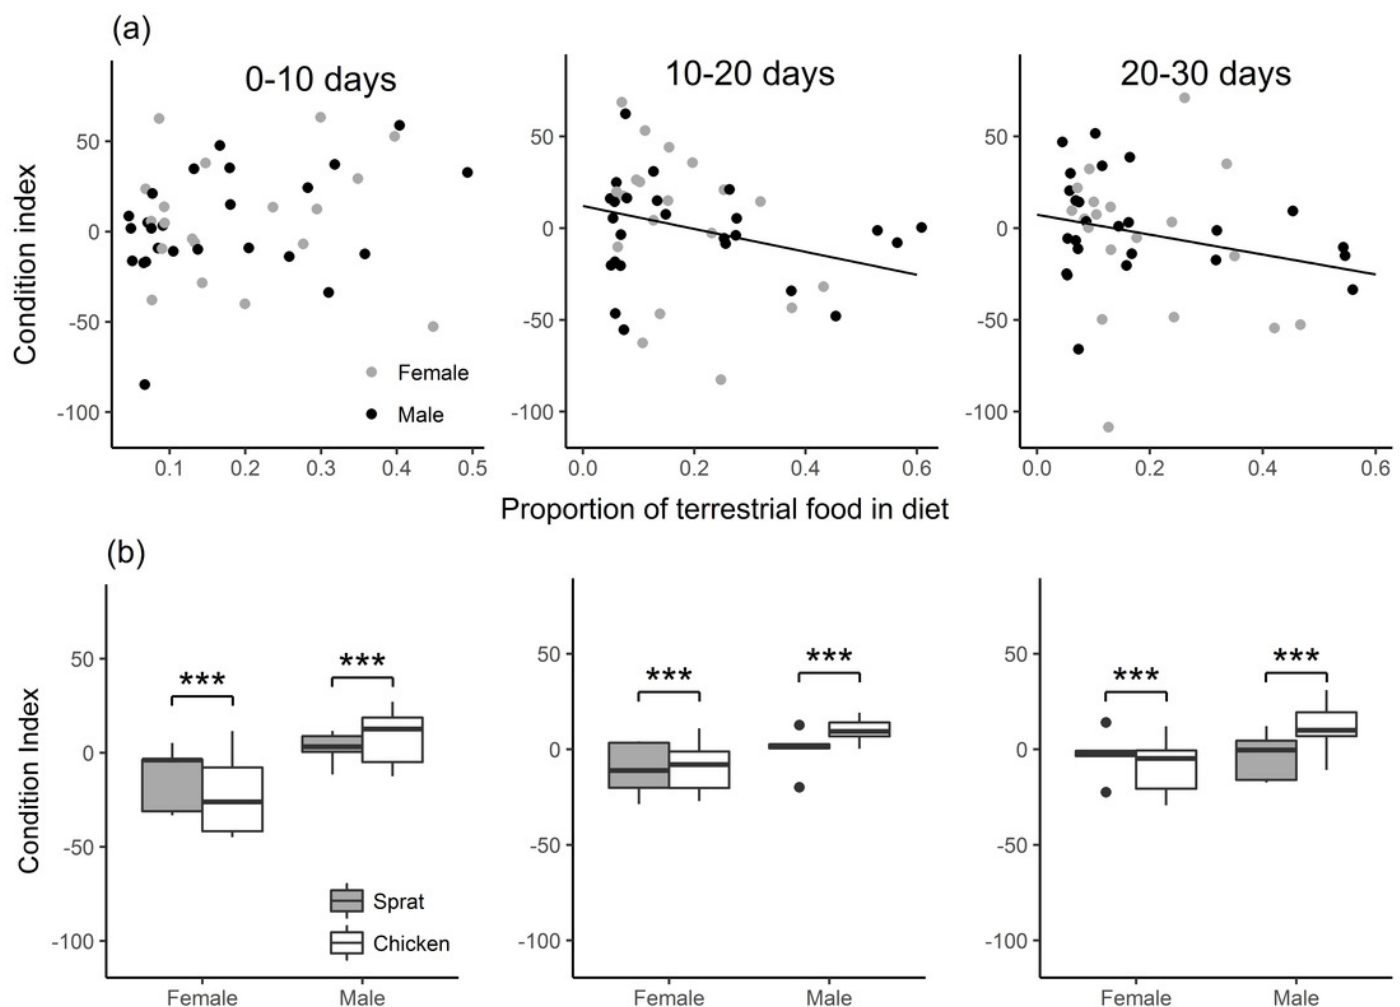 (a)
0-10 days
10-20 days
20-30 days
Condition index
50
0
-50
-100
Female
Male
0.1 0.2 0.3 0.4 0.5
50
0
-50
-100
0.0 0.2 0.4 0.6
50
0
-50
-100
0.0 0.2 0.4 0.6
Proportion of terrestrial food in diet
(b)
Condition Index
50
0
-50
-100
*** ***
Sprat
Chicken
Female Male
50
0
-50
-100
*** ***
Female Male
50
0
-50
-100
*** ***
Female Male